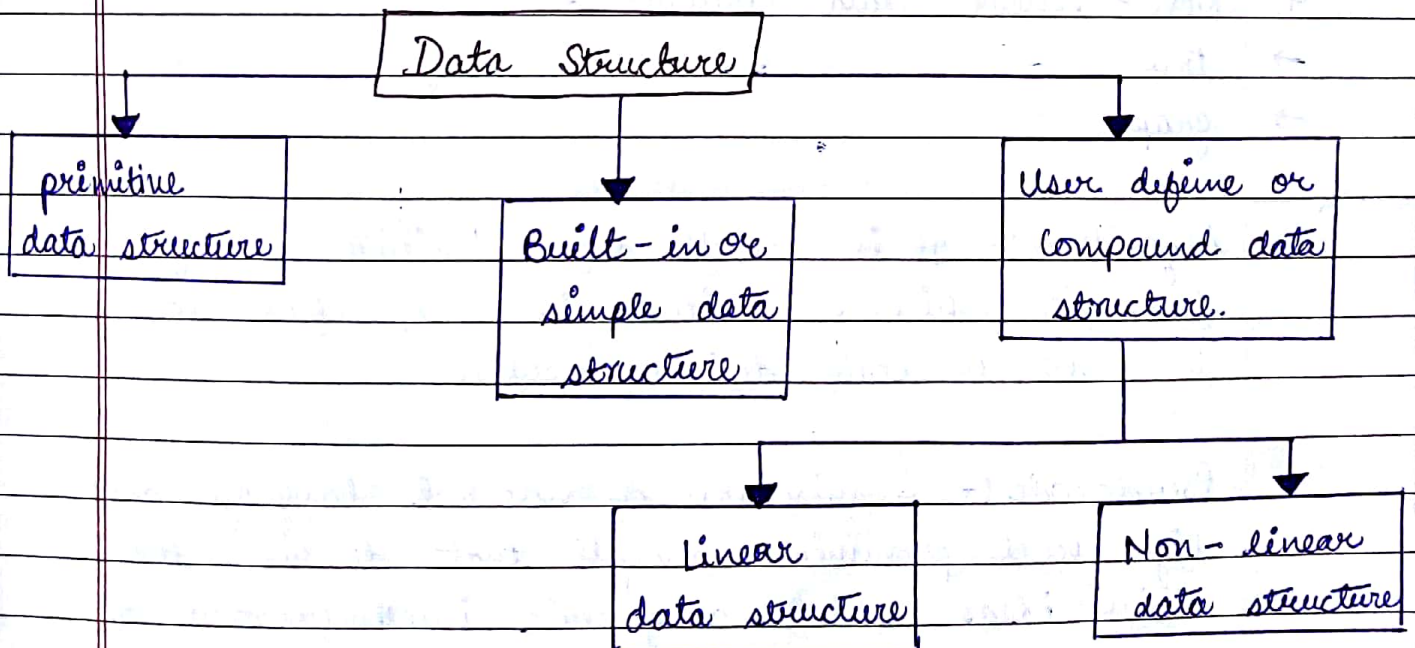 Data Structure
primitive
data structure
Built-in or
simple data
structure
User define or
Compound data
structure.
Linear
data structure
Non-linear
data structure